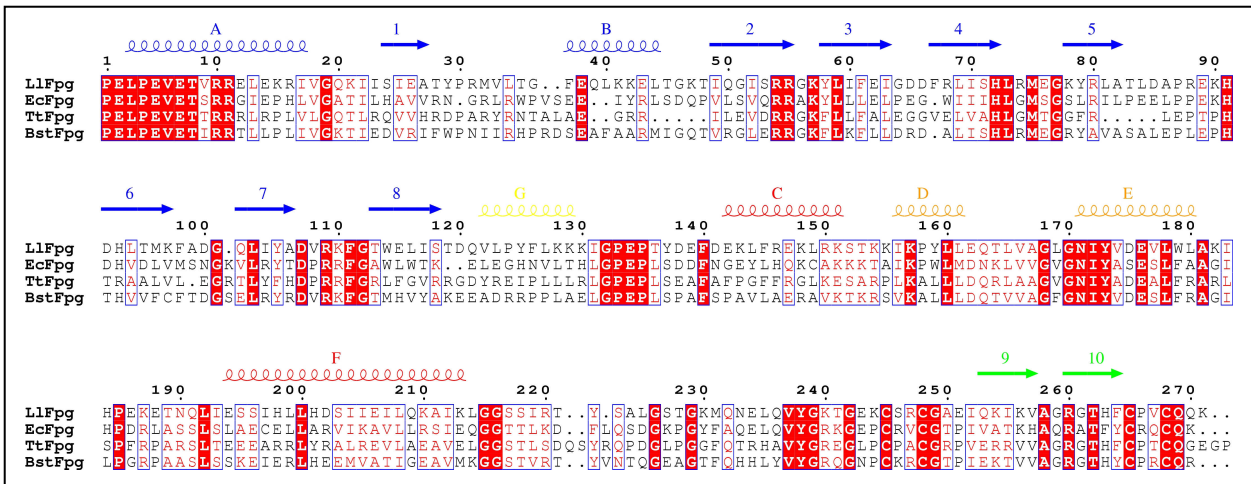 A 1 B 2 3 4 5
1 10 20 30 40 50 60 70 80 90
LlFpg PELPEVETVRRELEKRIVGQKIISIEATYPRMVLTG..FEQLKKELTGKTIQGISRRGKYLIFEIGDDFRLISHLRMEGKYRLATLDAPREKH
EcFpg PELPEVETSRRGIEPHLVGATILHAVVRN.GRLRWPVSEE..IYRLSDQPVLSVQRRAKYLLLELPEG.WIIIHLGMSGSLRILPEELPPEKH
TtFpg PELPEVETTRRRLRPLVLGQTLRQVVHRDPARYRNTALAE..GRR.....ILEVDRRGKFLLFALEGGVELVAHLGMTGGFR.....LEPTPH
BstFpg PELPEVETIRRTLLPLIVGKTIEDVRIFWPNIIRHPRDSEAFAARMIGQTVRGLERRGKFLKFLLDRD.ALISHLRMEGRYAVASALEPLEPH
6 7 8 G C D E
100 110 120 130 140 150 160 170 180
LlFpg DHLTMKFADG.QLIYADVRKFGTWELISTDQVLPYFLKKKIGPEPTYDEFDEKLFREKLRKSTKKIKPYLLEQTLVAGLGNIYVDEVLWLAKI
EcFpg DHVDLVMSNGKVLRYTDPRRFGAWLWTK..ELEGHNVLTHLGPEPLSDDFNGEYLHQKCAKKKTAIKPWLMDNKLVVGVGNIYASESLFAAGI
TtFpg TRAALVL.EGRTLYFHDPRRFGRLFGVRRGDYREIPLLLRLGPEPLSEAFAFPGFFRGLKESARPLKALLLDQRLAAGVGNIYADEALFRARL
BstFpg THVVFCFTDGSELRYRDVRKFGTMHVYAKEEADRRPPLAELGPEPLSPAFSPAVLAERAVKTKRSVKALLLDQTVVAGFGNIYVDESLFRAGI
F 9 10
190 200 210 220 230 240 250 260 270
LlFpg HPEKETNQLIESSIHLLHDSIIEILQKAIKLGGSSIRT..Y.SALGSTGKMQNELQVYGKTGEKCSRCGAEIQKIKVAGRGTHFCPVCQQK..
EcFpg HPDRLASSLSLAECELLARVIKAVLLRSIEQGGTTLKD..F.LQSDGKPGYFAQELQVYGRKGEPCRVCGTPIVATKHAQRATFYCRQCQK...
TtFpg SPFRPARSLTEEEARRLYRALREVLAEAVELGGSTLSDQSYRQPDGLPGGFQTRHAVYGREGLPCPACGRPVERRVVAGRGTHFCPTCQGEGP
BstFpg LPGRPAASLSSKEIERLHEEMVATIGEAVMKGGSTVRT..YVNTQGEAGTFQHHLYVYGRQGNPCKRCGTPIEKTVVAGRGTHYCPRCQR...